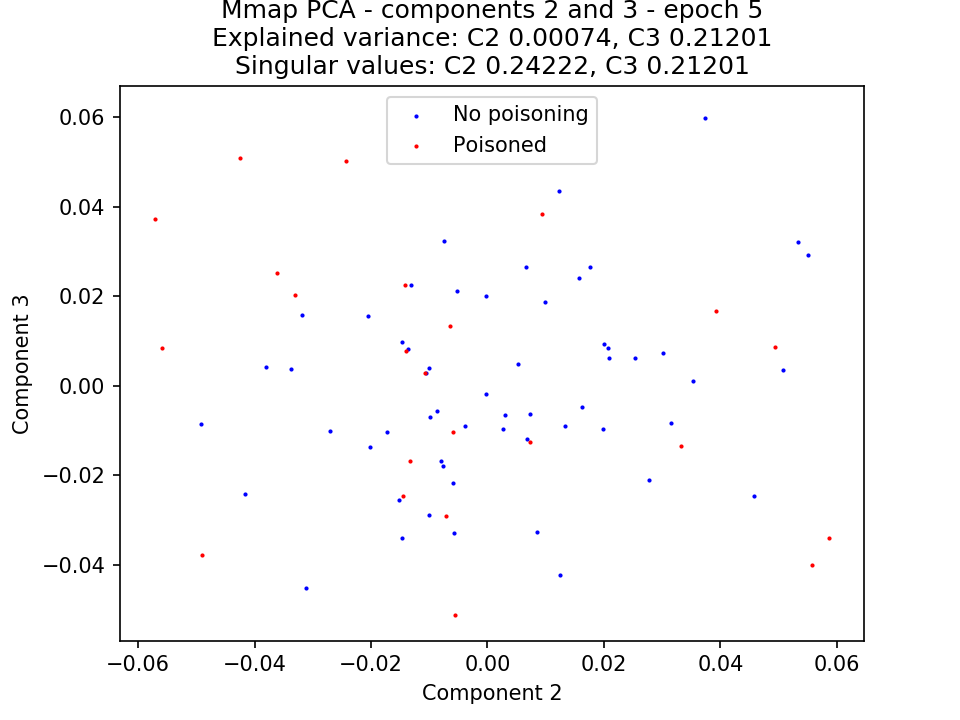 Mmap PCA - components 2 and 3 - epoch 5
Explained variance: C2 0.00074, C3 0.21201
Singular values: C2 0.24222, C3 0.21201
No poisoning
Poisoned
0.06
0.04
0.02
0.00
−0.02
−0.04
Component 3
−0.06
−0.04
−0.02
0.00
0.02
0.04
0.06
Component 2